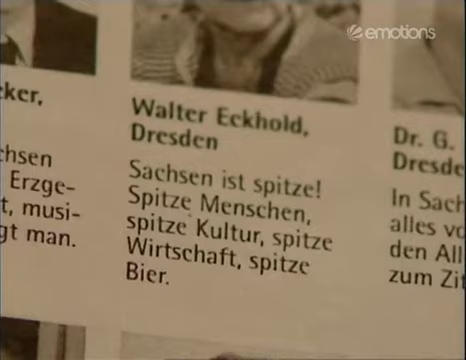 emotions
cker,
chsen
Erzge-
t, musi-
gt man.
Walter Eckhold,
Dresden
Sachsen ist spitze!
Spitze Menschen,
spitze Kultur, spitze
Wirtschaft, spitze
Bier.
Dr. G.
Dresde
In Sach
alles vo
den All
zum Zit